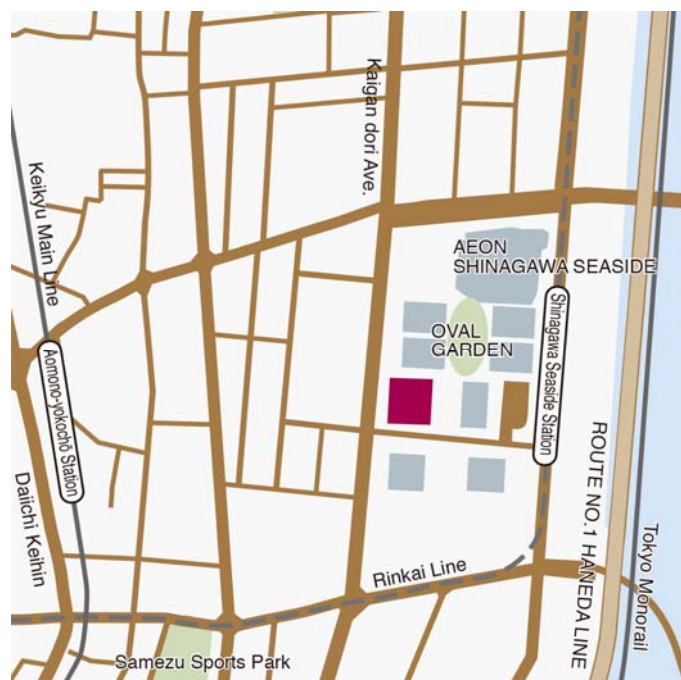 Kaigan dori Ave.
Keikyu Main Line
AEON
SHINAGAWA SEASIDE
OVAL
GARDEN
Shinagawa Seaside Station
Aomono-yokochō Station
ROUTE NO.1 HANEDA LINE
Daiichi Keihin
Tokyo Monorail
Rinkai Line
Samezu Sports Park